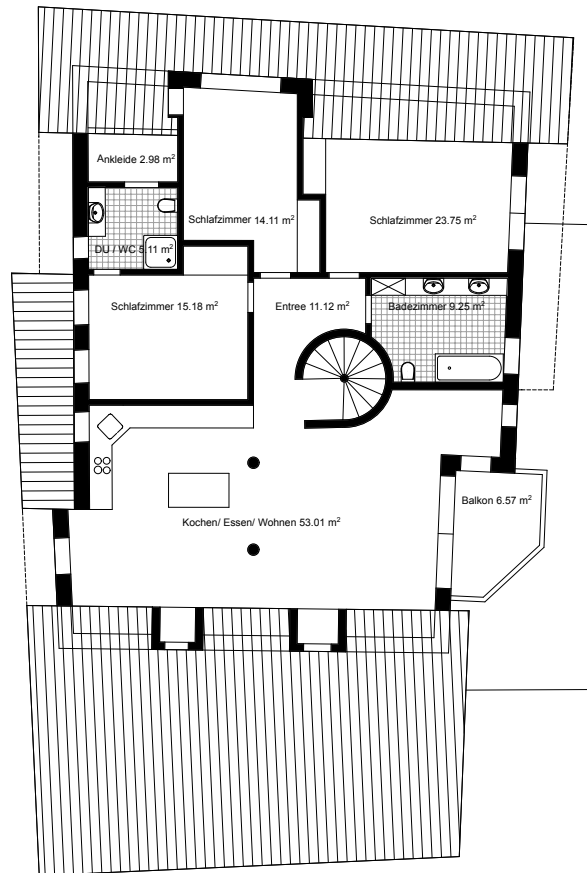 Ankleide 2.98 m²
Schlafzimmer 14.11 m²
Schlafzimmer 23.75 m²
DU / WC 5.11 m²
Schlafzimmer 15.18 m²
Entree 11.12 m²
Badezimmer 9.25 m²
Balkon 6.57 m²
Kochen/ Essen/ Wohnen 53.01 m²